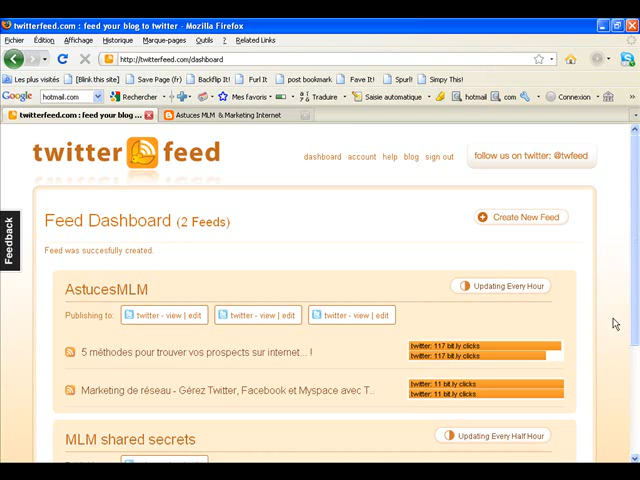 twitterfeed.com : feed your blog to twitter - Mozilla Firefox
Fichier Édition Affichage Historique Marque-pages Outils ? Related Links
http://twitterfeed.com/dashboard
Les plus visités [Blink this site] Save Page (fr) Backflip It! Furl It post bookmark Fave It! Spurl! Simpy This!
Google hotmail.com Rechercher Mes favoris Traduire Saisie automatique hotmail com Connexion
twitterfeed.com : feed your blog ... Astuces MLM & Marketing Internet
twitter feed
dashboard account help blog sign out
follow us on twitter: @twfeed
Feedback
Feed Dashboard (2 Feeds)
Create New Feed
Feed was succesfully created.
AstucesMLM
Updating Every Hour
Publishing to: twitter - view | edit twitter - view | edit twitter - view | edit
5 méthodes pour trouver vos prospects sur internet... !
twitter: 117 bit.ly clicks
twitter: 117 bit.ly clicks
Marketing de réseau - Gérez Twitter, Facebook et Myspace avec T..
twitter: 11 bit.ly clicks
twitter: 11 bit.ly clicks
MLM shared secrets
Updating Every Half Hour